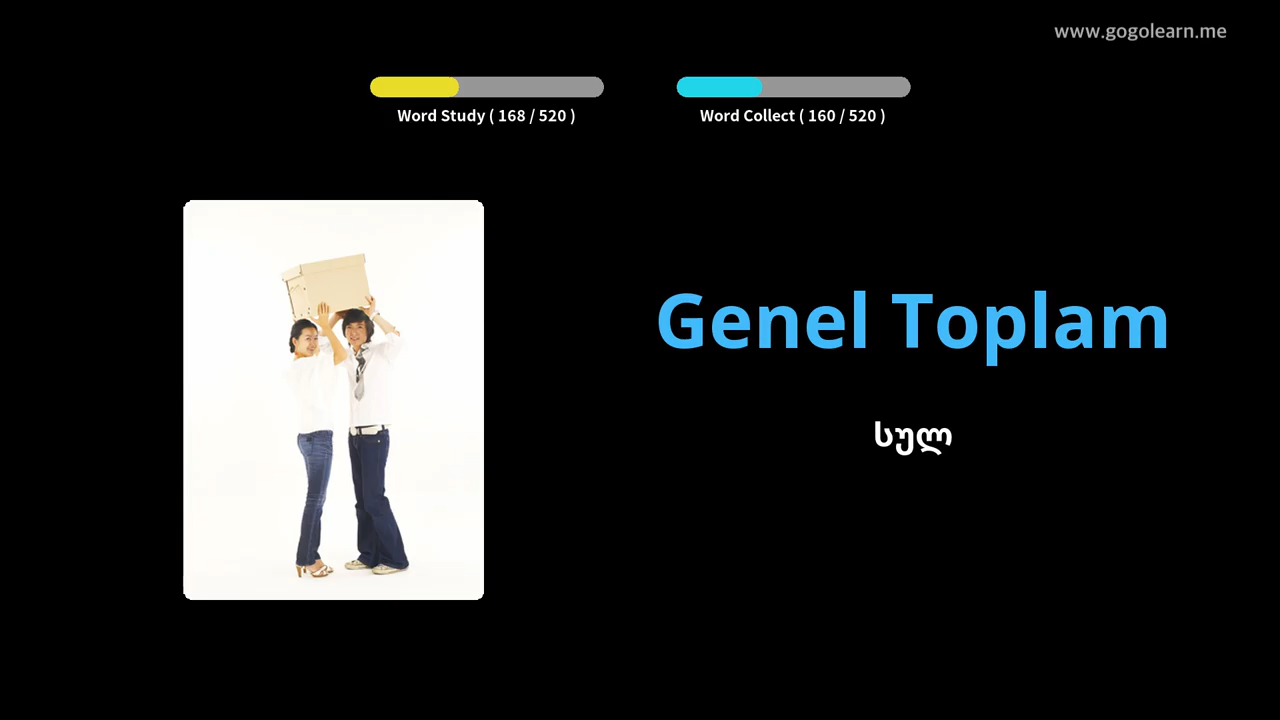 www.gogolearn.me
Word Study ( 168 / 520 )
Word Collect ( 160 / 520 )
Genel Toplam
სულ